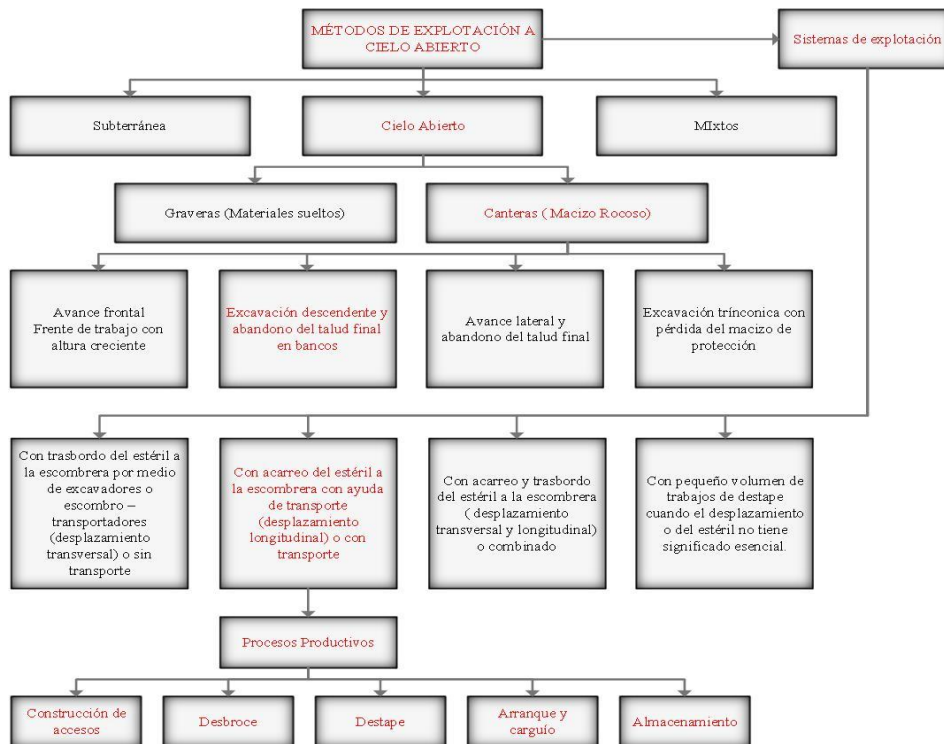 MÉTODOS DE EXPLOTACIÓN A
CIELO ABIERTO
Sistemas de explotación
Subterránea
Cielo Abierto
MIxtos
Graveras (Materiales sueltos)
Canteras ( Macizo Rocoso)
Avance frontal
Frente de trabajo con
altura creciente
Excavación descendente y
abandono del talud final
en bancos
Avance lateral y
abandono del talud final
Excavación trínconica con
pérdida del macizo de
protección
Con trasbordo del estéril a
la escombrera por medio
de excavadores o
escombro –
transportadores
(desplazamiento
transversal) o sin
transporte
Con acarreo del estéril a
la escombrera con ayuda
de transporte
(desplazamiento
longitudinal) o con
transporte
Con acarreo y trasbordo
del estéril a la escombrera
( desplazamiento
transversal y longitudinal)
o combinado
Con pequeño volumen de
trabajos de destape
cuando el desplazamiento
o del estéril no tiene
significado esencial.
Procesos Productivos
Construcción de
accesos
Desbroce
Destape
Arranque y
carguío
Almacenamiento